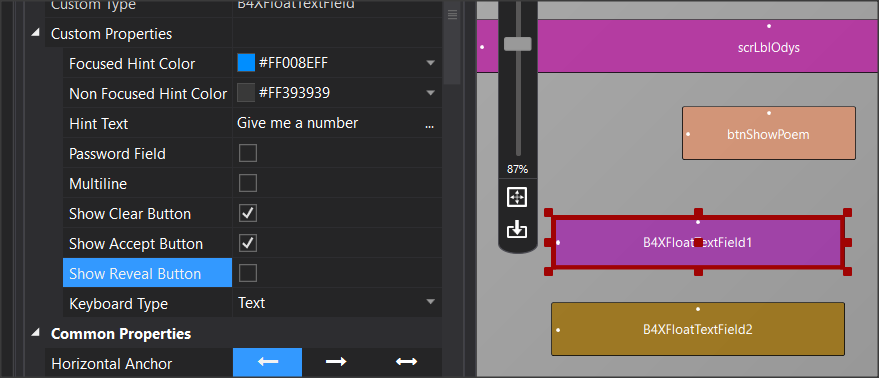 Custom Type B4XFloatTextField
Custom Properties
Focused Hint Color #FF008EFF
Non Focused Hint Color #FF393939
Hint Text Give me a number ...
Password Field
Multiline
Show Clear Button
Show Accept Button
Show Reveal Button
Keyboard Type Text
Common Properties
Horizontal Anchor
87%
scrLblOdys
btnShowPoem
B4XFloatTextField1
B4XFloatTextField2